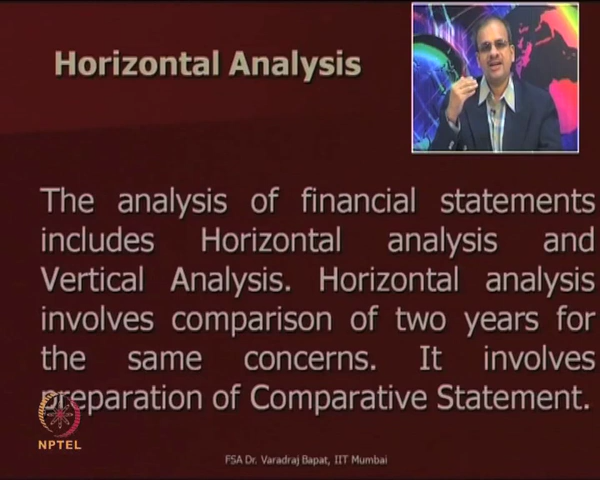 Horizontal Analysis
The analysis of financial statements
includes Horizontal analysis and
Vertical Analysis. Horizontal analysis
involves comparison of two years for
the same concerns. It involves
preparation of Comparative Statement.
NPTEL
FSA Dr. Varadraj Bapat, IIT Mumbai